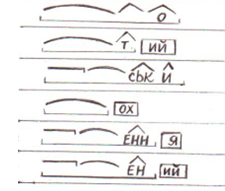 О
Т ИЙ
СЬК И
ОХ
ЕНН Я
ЕН ИЙ